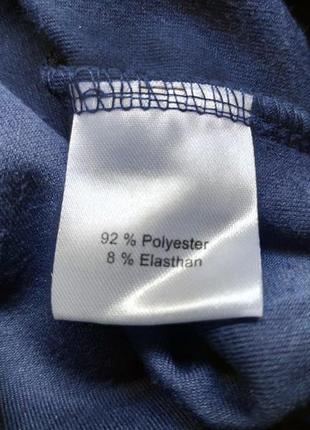 92 % Polyester
8 % Elasthan